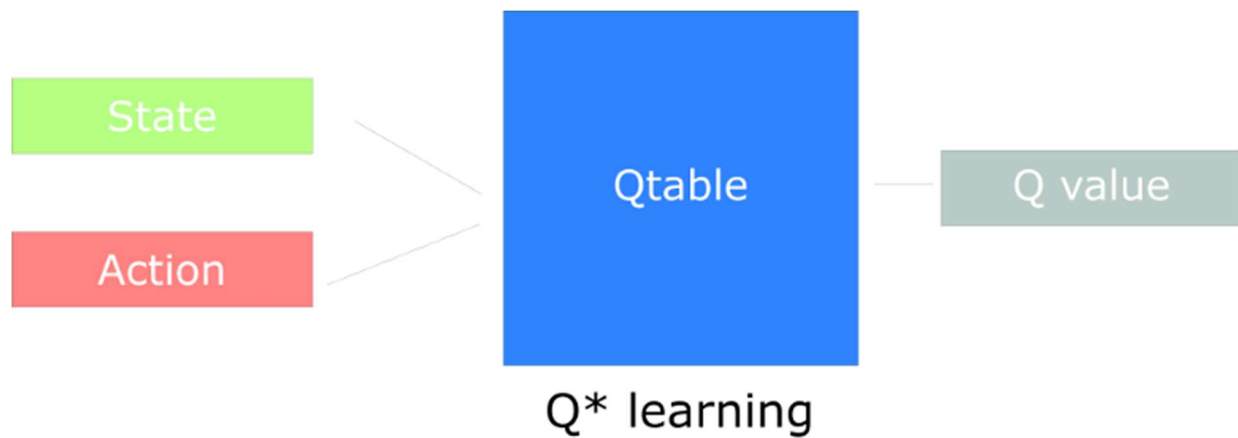 State
Action
Qtable
Q value
Q* learning